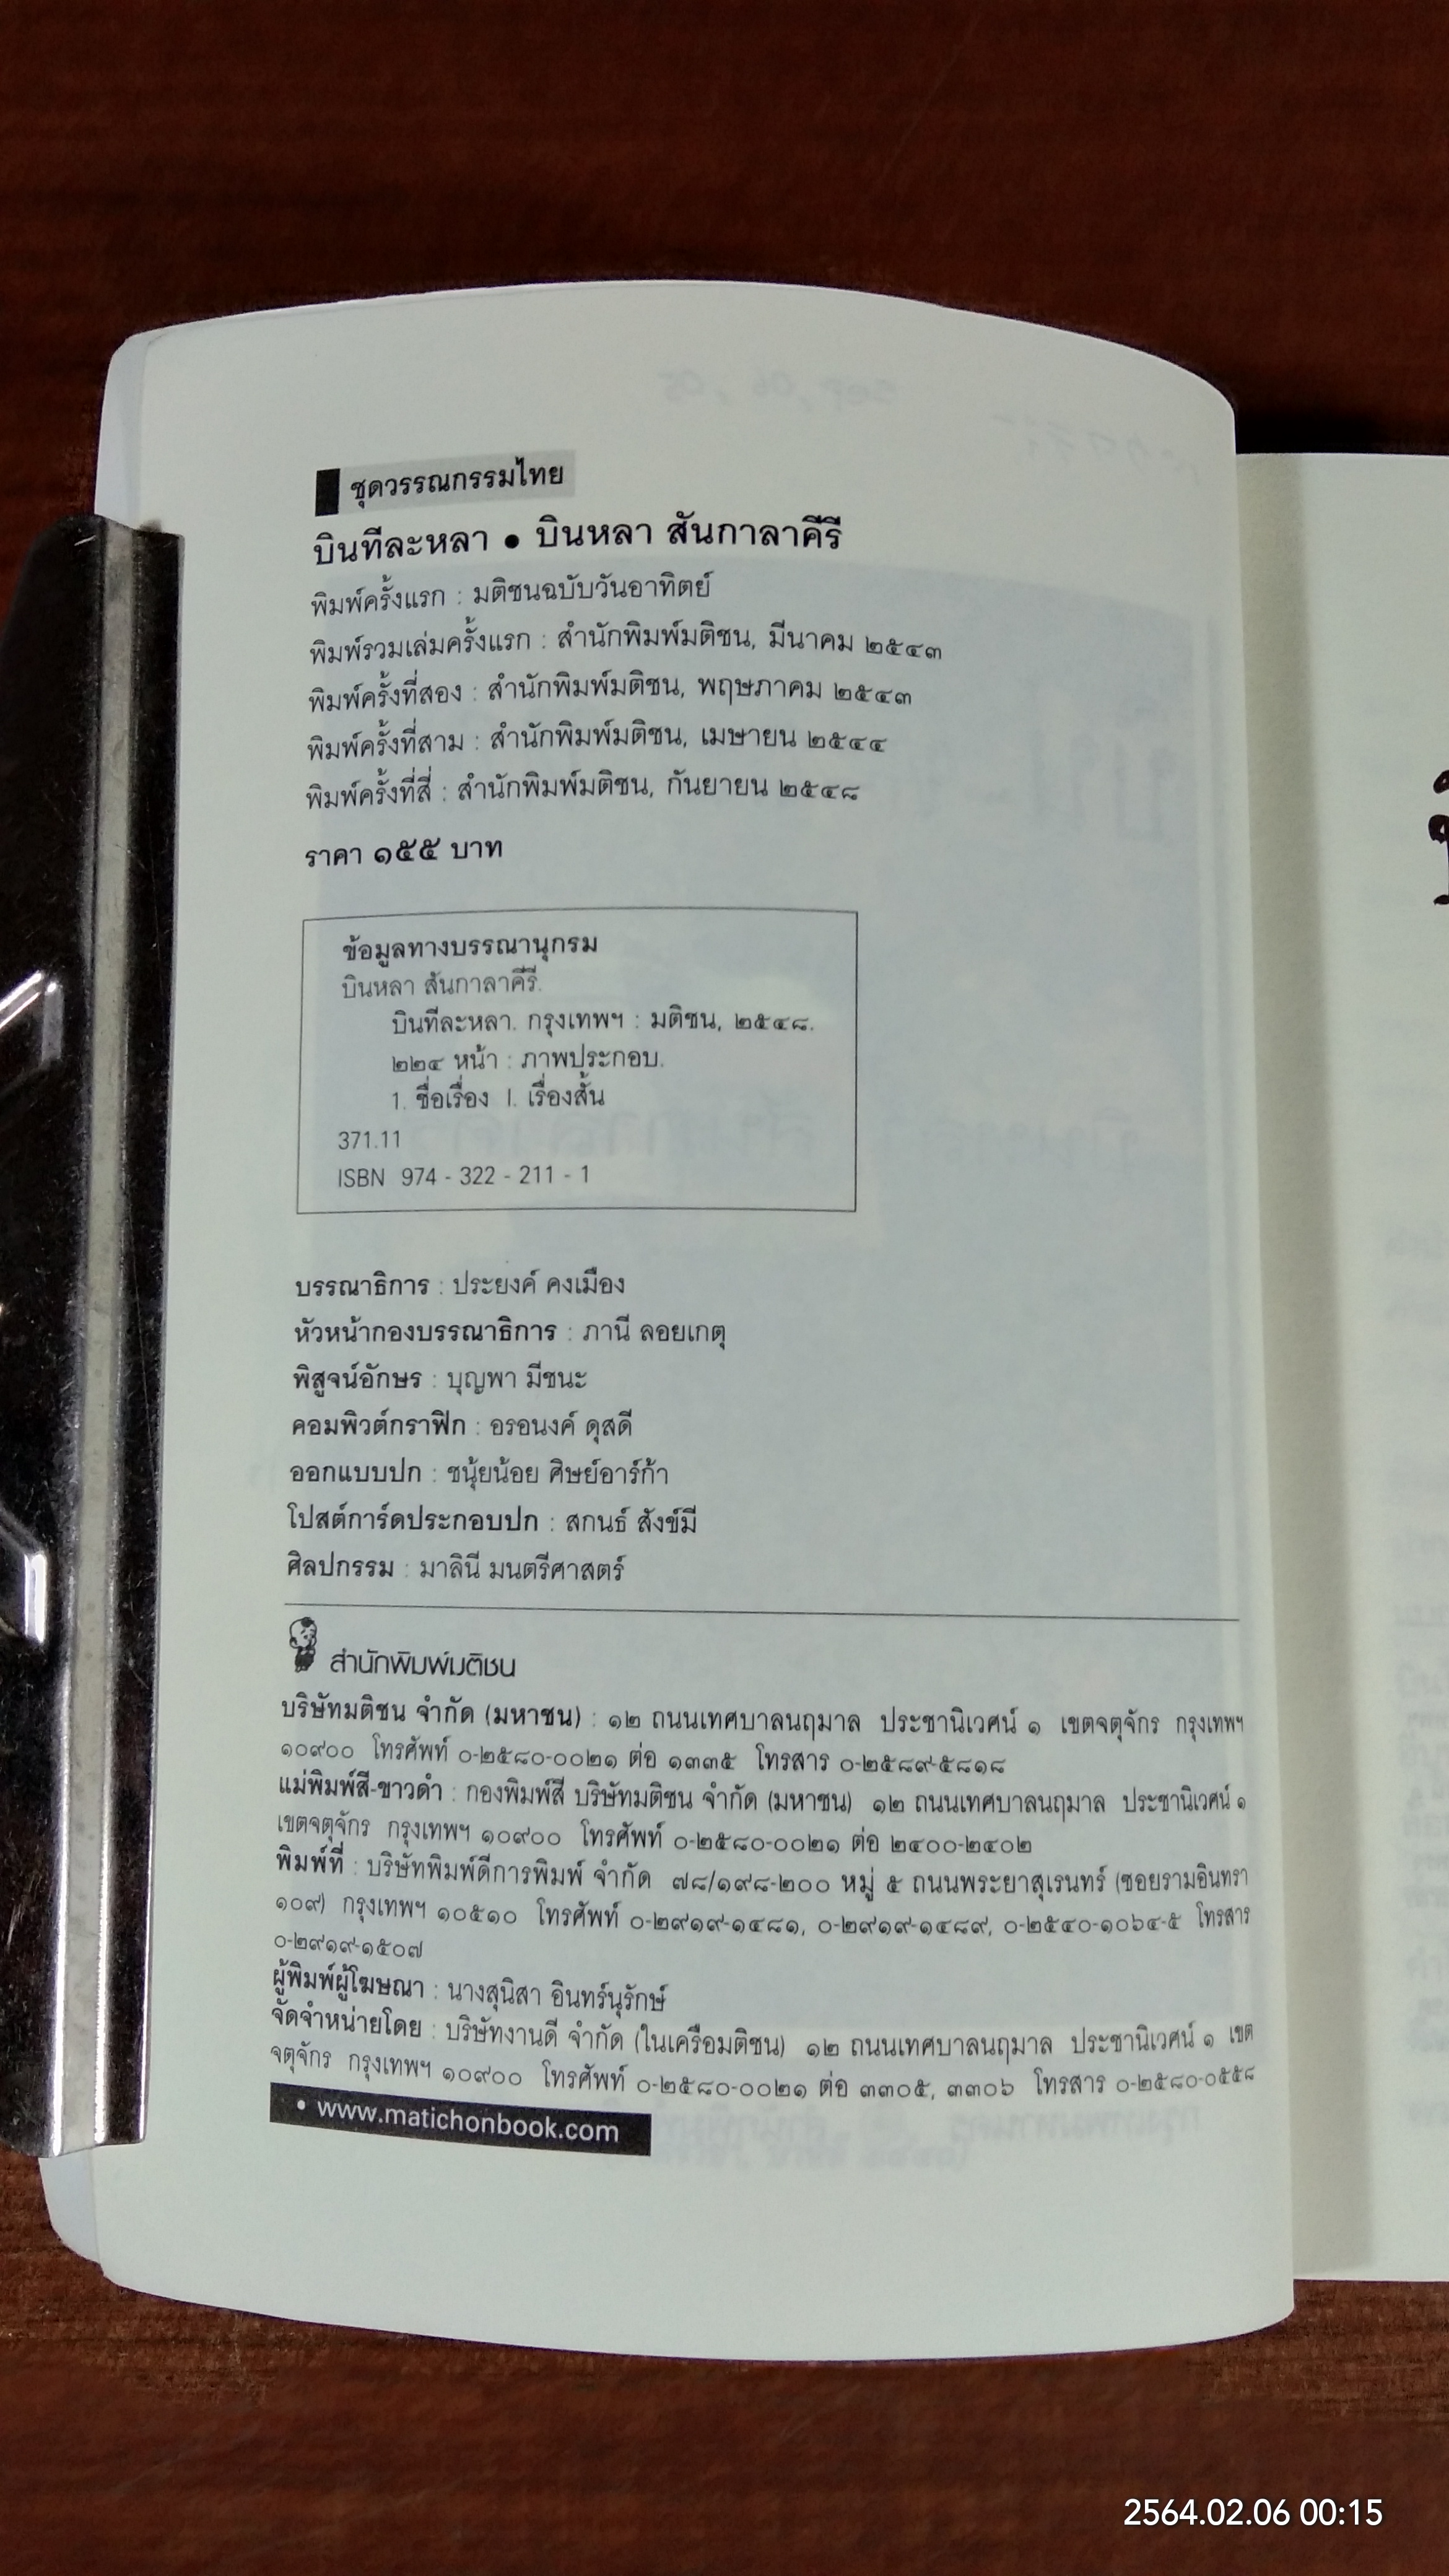 ชุดวรรณกรรมไทย
บินทีละหลา • บินหลา สันกาลาคีรี
พิมพ์ครั้งแรก : มติชนฉบับวันอาทิตย์
พิมพ์รวมเล่มครั้งแรก : สำนักพิมพ์มติชน, มีนาคม ๒๕๔๓
พิมพ์ครั้งที่สอง : สำนักพิมพ์มติชน, พฤษภาคม ๒๕๔๓
พิมพ์ครั้งที่สาม : สำนักพิมพ์มติชน, เมษายน ๒๕๔๔
พิมพ์ครั้งที่สี่ : สำนักพิมพ์มติชน, กันยายน ๒๕๔๘
ราคา ๑๕๕ บาท
ข้อมูลทางบรรณานุกรม
บินหลา สันกาลาคีรี.
บินทีละหลา. กรุงเทพฯ : มติชน, ๒๕๔๘.
๒๒๔ หน้า : ภาพประกอบ.
1. ชื่อเรื่อง I. เรื่องสั้น
371.11
ISBN 974 - 322 - 211 - 1
บรรณาธิการ : ประยงค์ คงเมือง
หัวหน้ากองบรรณาธิการ : ภานี ลอยเกตุ
พิสูจน์อักษร : บุญพา มีชนะ
คอมพิวต์กราฟิก : อรอนงค์ ดุสดี
ออกแบบปก : ชนุ้ยน้อย ศิษย์อาร์ก้า
โปสต์การ์ดประกอบปก : สกนธ์ สังข์มี
ศิลปกรรม : มาลินี มนตรีศาสตร์
สำนักพิมพ์มติชน
บริษัทมติชน จำกัด (มหาชน) : ๑๒ ถนนเทศบาลนฤมาล ประชานิเวศน์ ๑ เขตจตุจักร กรุงเทพฯ
๑๐๙๐๐ โทรศัพท์ ๐-๒๕๘๐-๐๐๒๑ ต่อ ๑๓๓๕ โทรสาร ๐-๒๕๘๙-๕๘๑๘
แม่พิมพ์สี-ขาวดำ : กองพิมพ์สี บริษัทมติชน จำกัด (มหาชน) ๑๒ ถนนเทศบาลนฤมาล ประชานิเวศน์ ๑
เขตจตุจักร กรุงเทพฯ ๑๐๙๐๐ โทรศัพท์ ๐-๒๕๘๐-๐๐๒๑ ต่อ ๒๔๐๐-๒๔๐๒
พิมพ์ที่ : บริษัทพิมพ์ดีการพิมพ์ จำกัด ๗๘/๑๙๘-๒๐๐ หมู่ ๕ ถนนพระยาสุเรนทร์ (ซอยรามอินทรา
๑๐๙) กรุงเทพฯ ๑๐๕๑๐ โทรศัพท์ ๐-๒๙๑๙-๑๔๘๑, ๐-๒๙๑๙-๑๔๘๙, ๐-๒๕๔๐-๑๐๖๔-๕ โทรสาร
๐-๒๙๑๙-๑๕๐๗
ผู้พิมพ์ผู้โฆษณา : นางสุนิสา อินทร์นุรักษ์
จัดจำหน่ายโดย : บริษัทงานดี จำกัด (ในเครือมติชน) ๑๒ ถนนเทศบาลนฤมาล ประชานิเวศน์ ๑ เขต
จตุจักร กรุงเทพฯ ๑๐๙๐๐ โทรศัพท์ ๐-๒๕๘๐-๐๐๒๑ ต่อ ๓๓๐๕, ๓๓๐๖ โทรสาร ๐-๒๕๘๐-๐๕๕๘
• www.matichonbook.com
2564.02.06 00:15